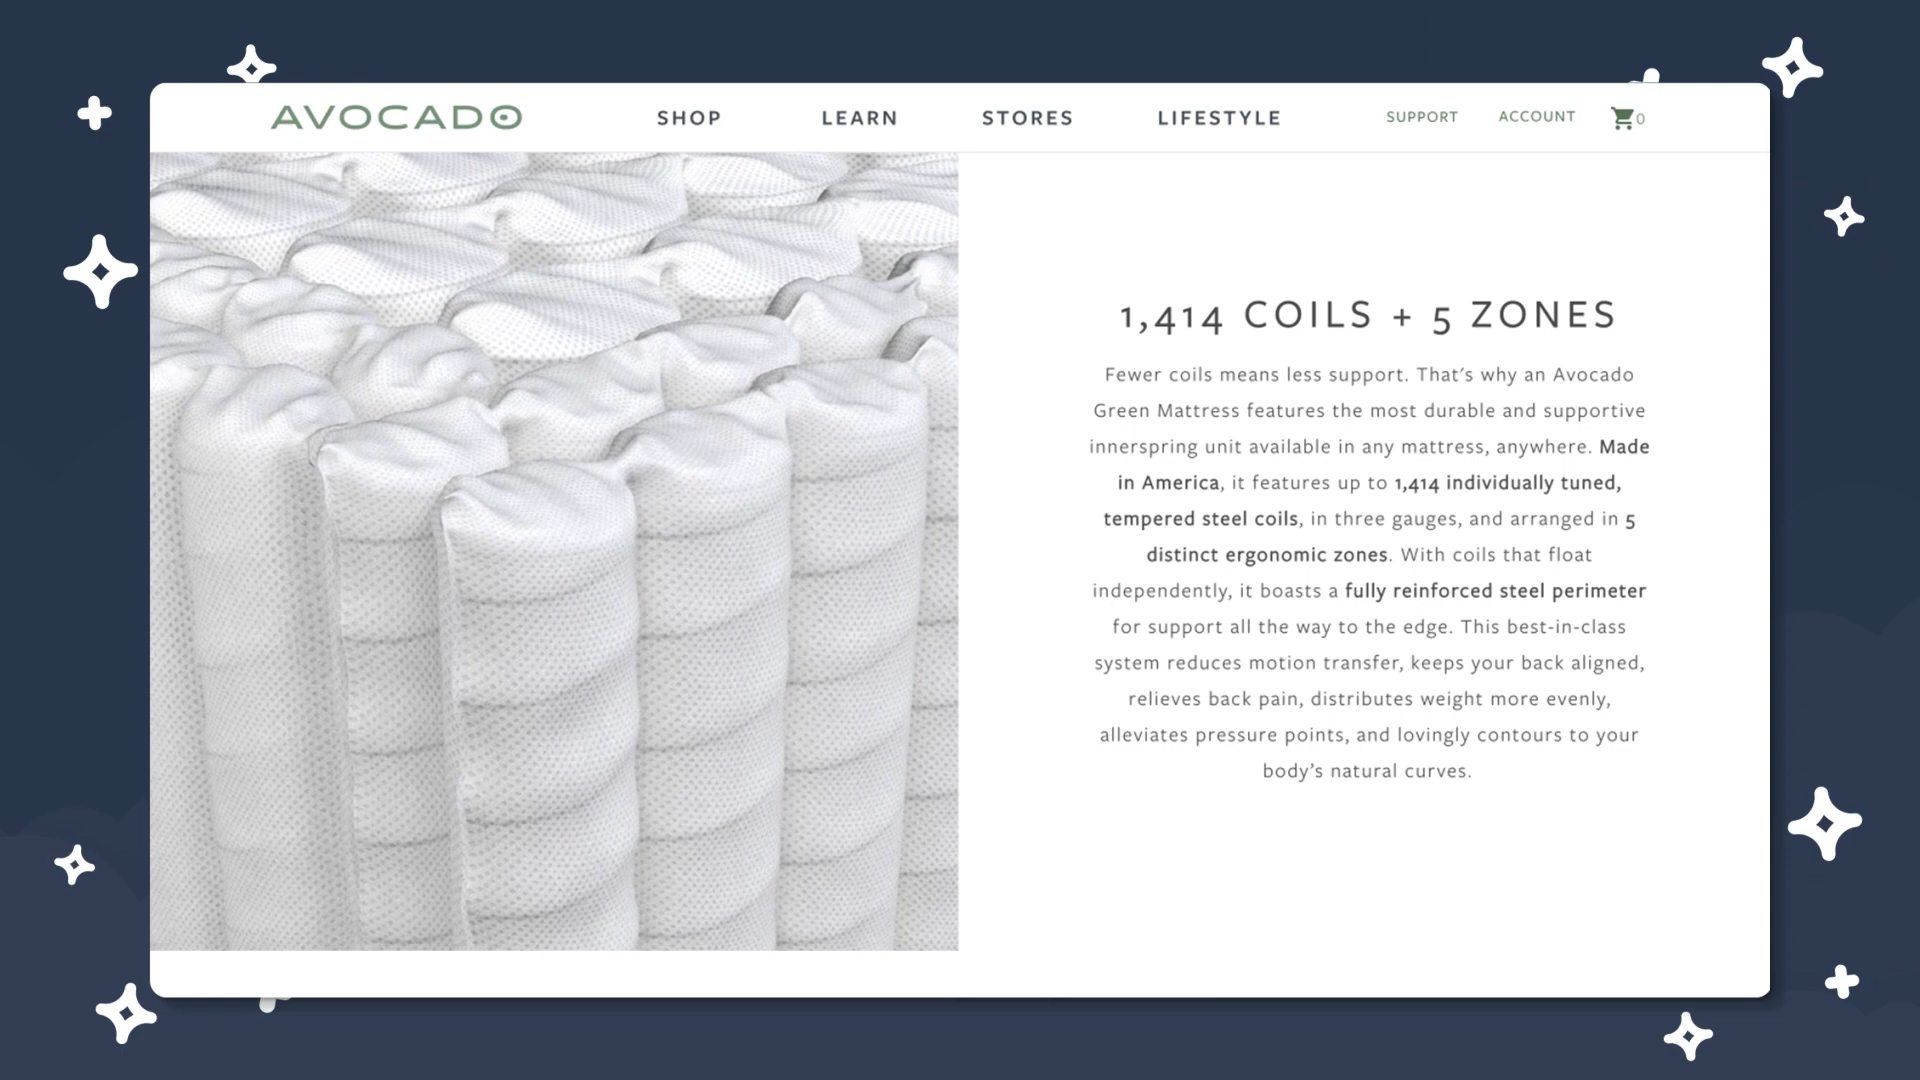 AVOCADO
SHOP
LEARN
STORES
LIFESTYLE
SUPPORT
ACCOUNT
0
1,414 COILS + 5 ZONES
Fewer coils means less support. That's why an Avocado
Green Mattress features the most durable and supportive
innerspring unit available in any mattress, anywhere. Made
in America, it features up to 1,414 individually tuned,
tempered steel coils, in three gauges, and arranged in 5
distinct ergonomic zones. With coils that float
independently, it boasts a fully reinforced steel perimeter
for support all the way to the edge. This best-in-class
system reduces motion transfer, keeps your back aligned,
relieves back pain, distributes weight more evenly,
alleviates pressure points, and lovingly contours to your
body’s natural curves.